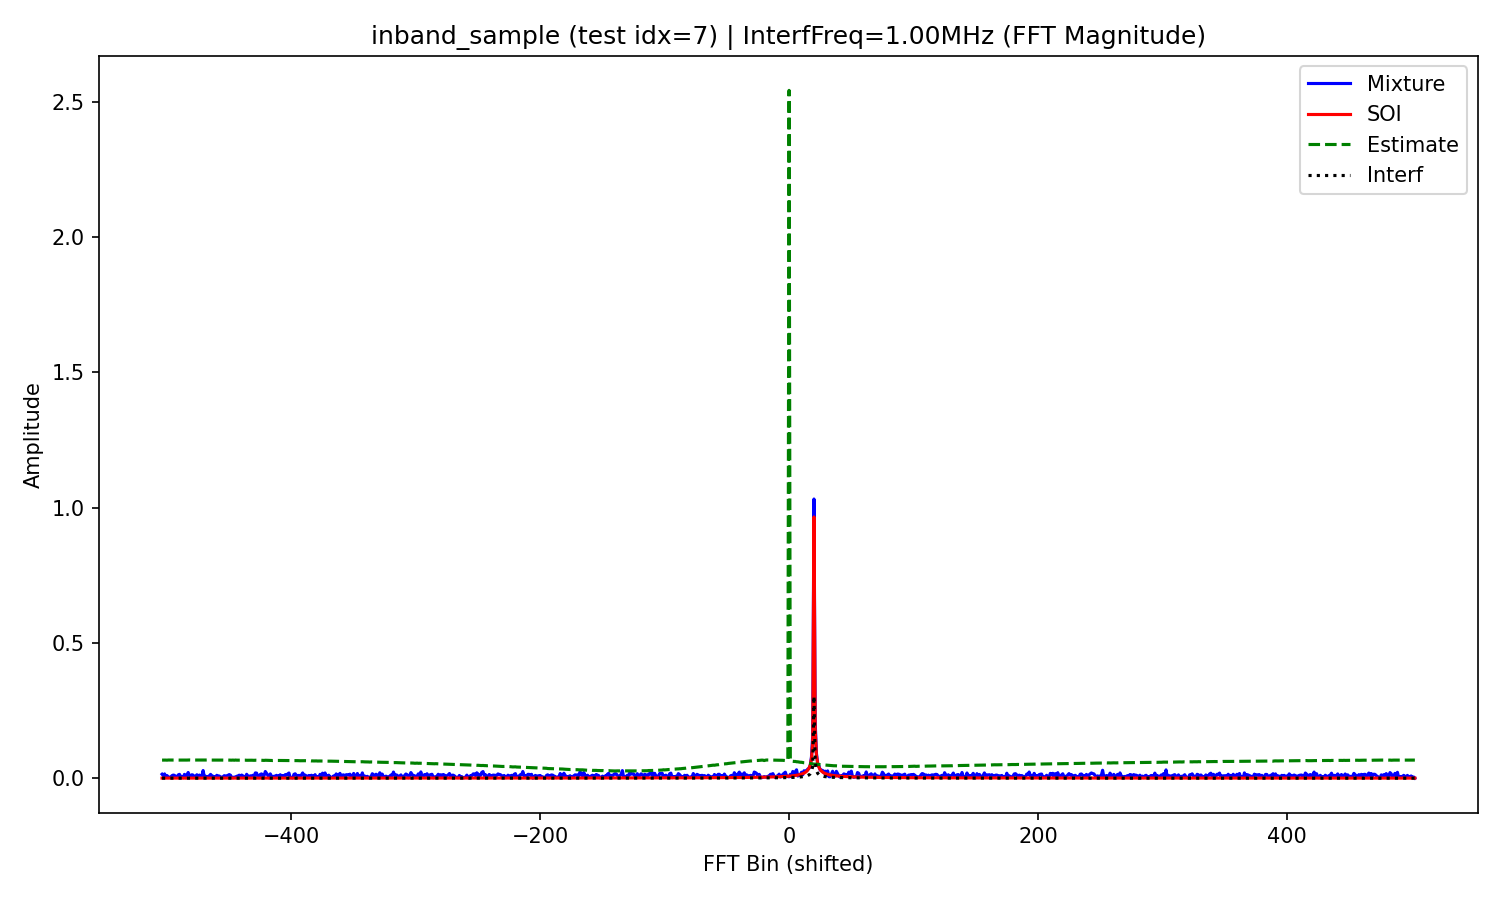 inband_sample (test idx=7) | InterfFreq=1.00MHz (FFT Magnitude)
Mixture
SOI
Estimate
Interf
2.5
2.0
1.5
1.0
0.5
0.0
Amplitude
−400
−200
0
200
400
FFT Bin (shifted)